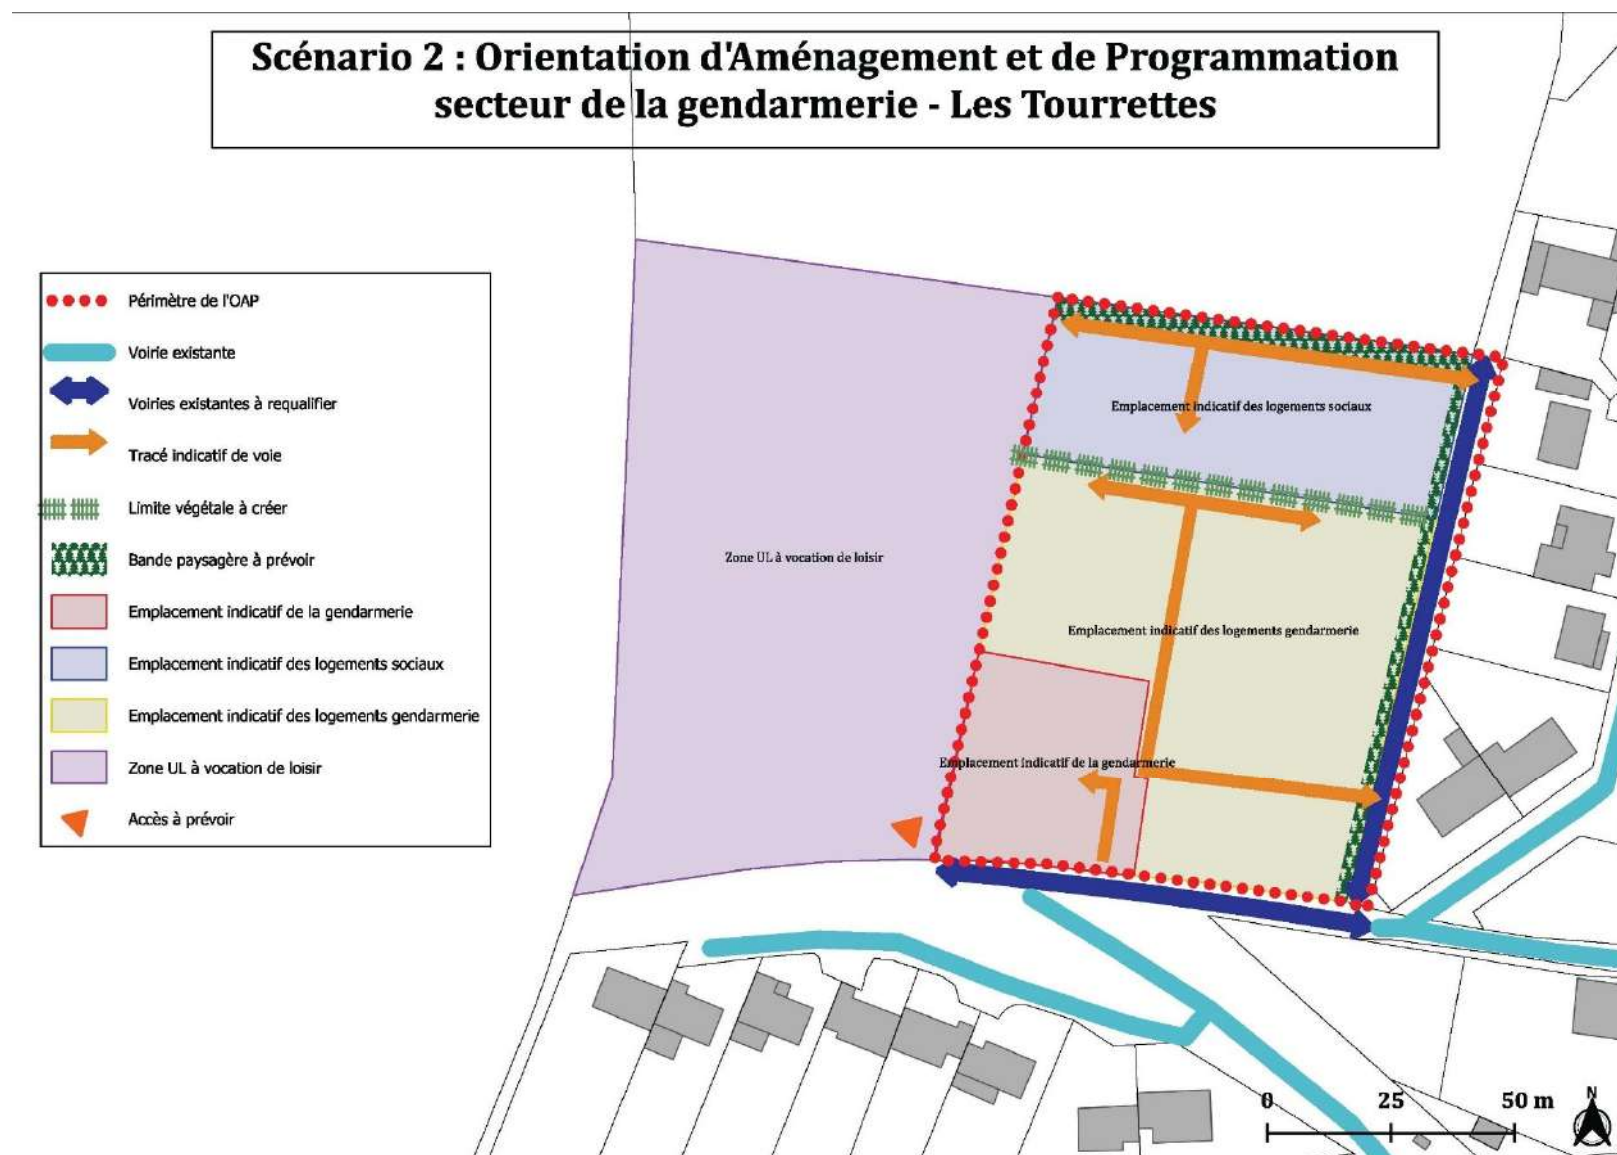 Scénario 2 : Orientation d'Aménagement et de Programmation
secteur de la gendarmerie - Les Tourrettes
Périmètre de l'OAP
Voirie existante
Voiries existantes à requalifier
Tracé indicatif de voie
Limite végétale à créer
Bande paysagère à prévoir
Emplacement indicatif de la gendarmerie
Emplacement indicatif des logements sociaux
Emplacement indicatif des logements gendarmerie
Zone UL à vocation de loisir
Accès à prévoir
Emplacement indicatif des logements sociaux
Zone UL à vocation de loisir
Emplacement indicatif des logements gendarmerie
Emplacement indicatif de la gendarmerie
0 25 50 m
N